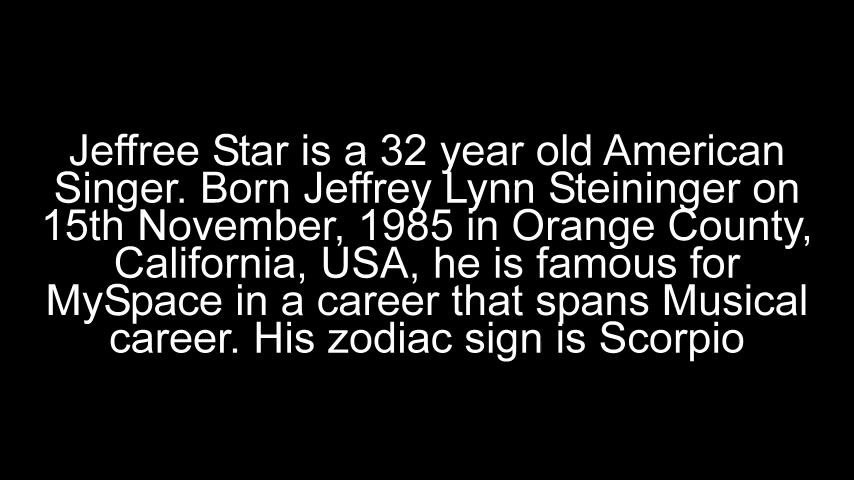 Jeffree Star is a 32 year old American
Singer. Born Jeffrey Lynn Steininger on
15th November, 1985 in Orange County,
California, USA, he is famous for
MySpace in a career that spans Musical
career. His zodiac sign is Scorpio